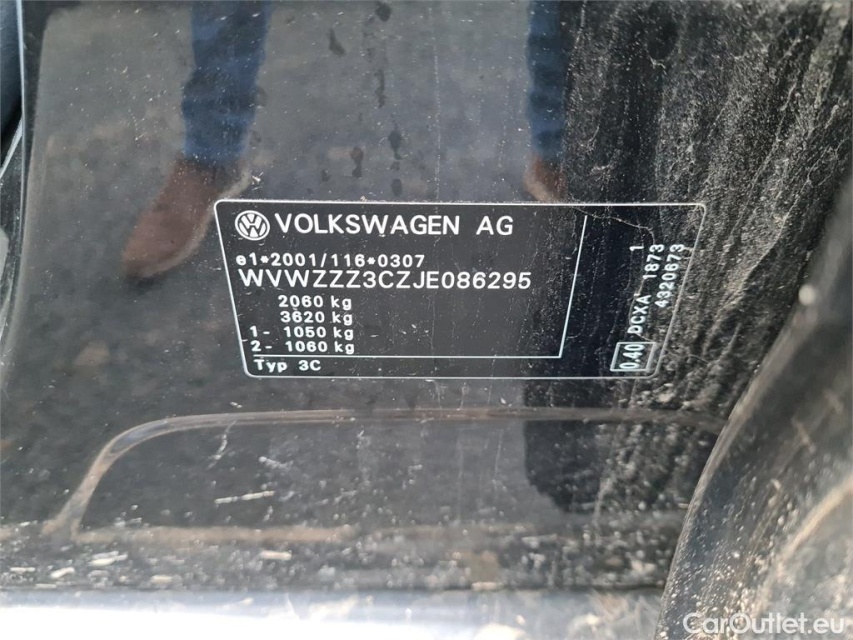 VOLKSWAGEN AG
e1*2001/116*0307
WVWZZZ3CZJE086295
2060 kg
3620 kg
1- 1050 kg
2- 1060 kg
Typ 3C
0.40 DCXA 1873 1
4320673
CarOutlet.eu